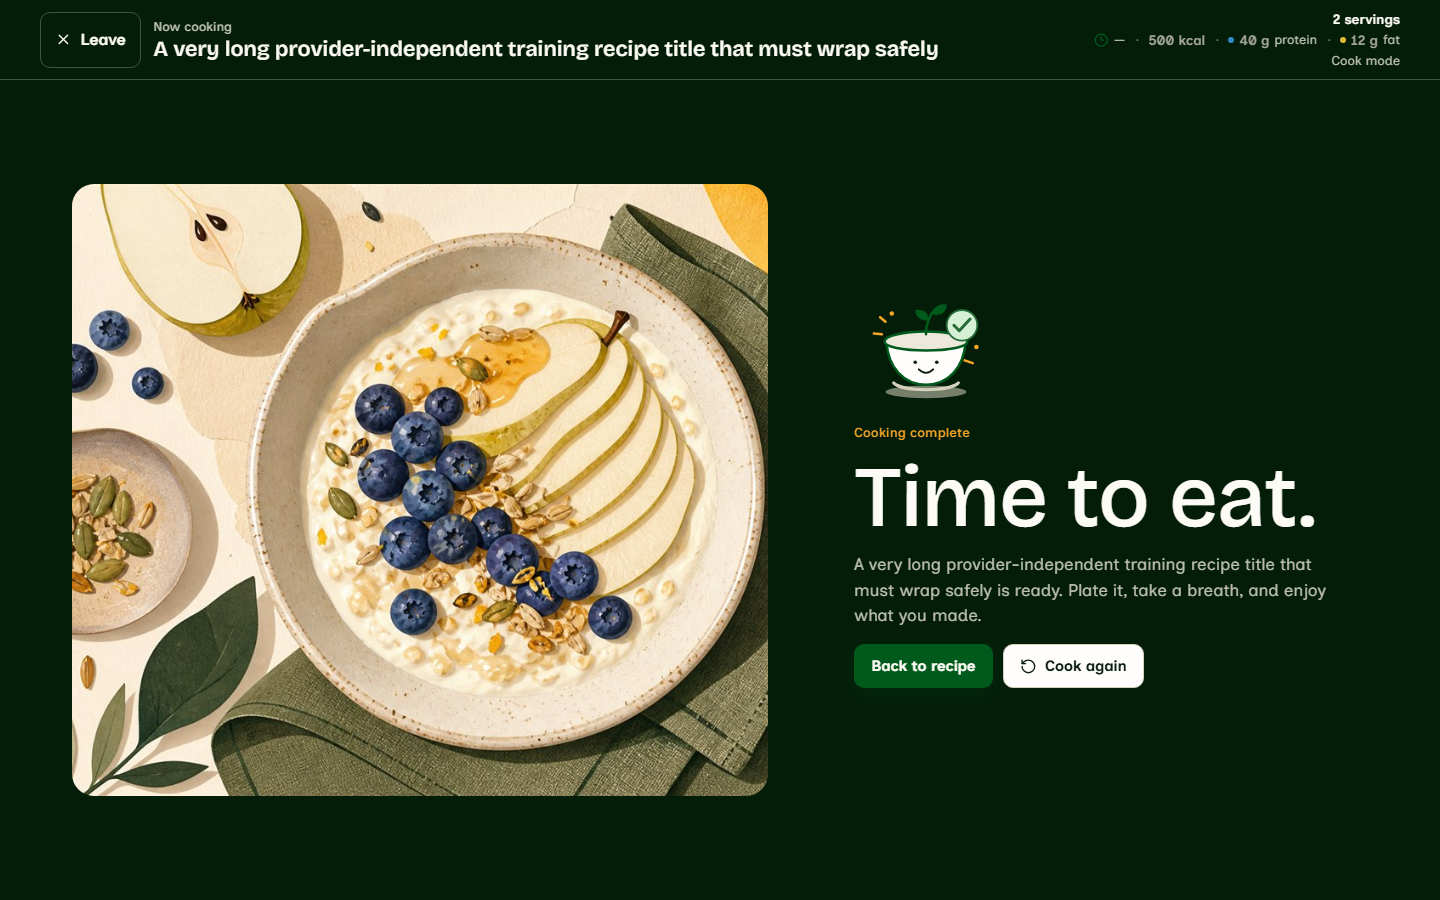 Leave
Now cooking
A very long provider-independent training recipe title that must wrap safely
2 servings
— · 500 kcal · 40 g protein · 12 g fat
Cook mode
Cooking complete
Time to eat.
A very long provider-independent training recipe title that
must wrap safely is ready. Plate it, take a breath, and enjoy
what you made.
Back to recipe
Cook again